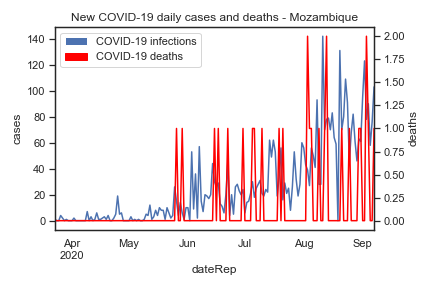 New COVID-19 daily cases and deaths - Mozambique
COVID-19 infections
COVID-19 deaths
cases
140
120
100
80
60
40
20
0
deaths
2.00
1.75
1.50
1.25
1.00
0.75
0.50
0.25
0.00
Apr May Jun Jul Aug Sep
2020
dateRep